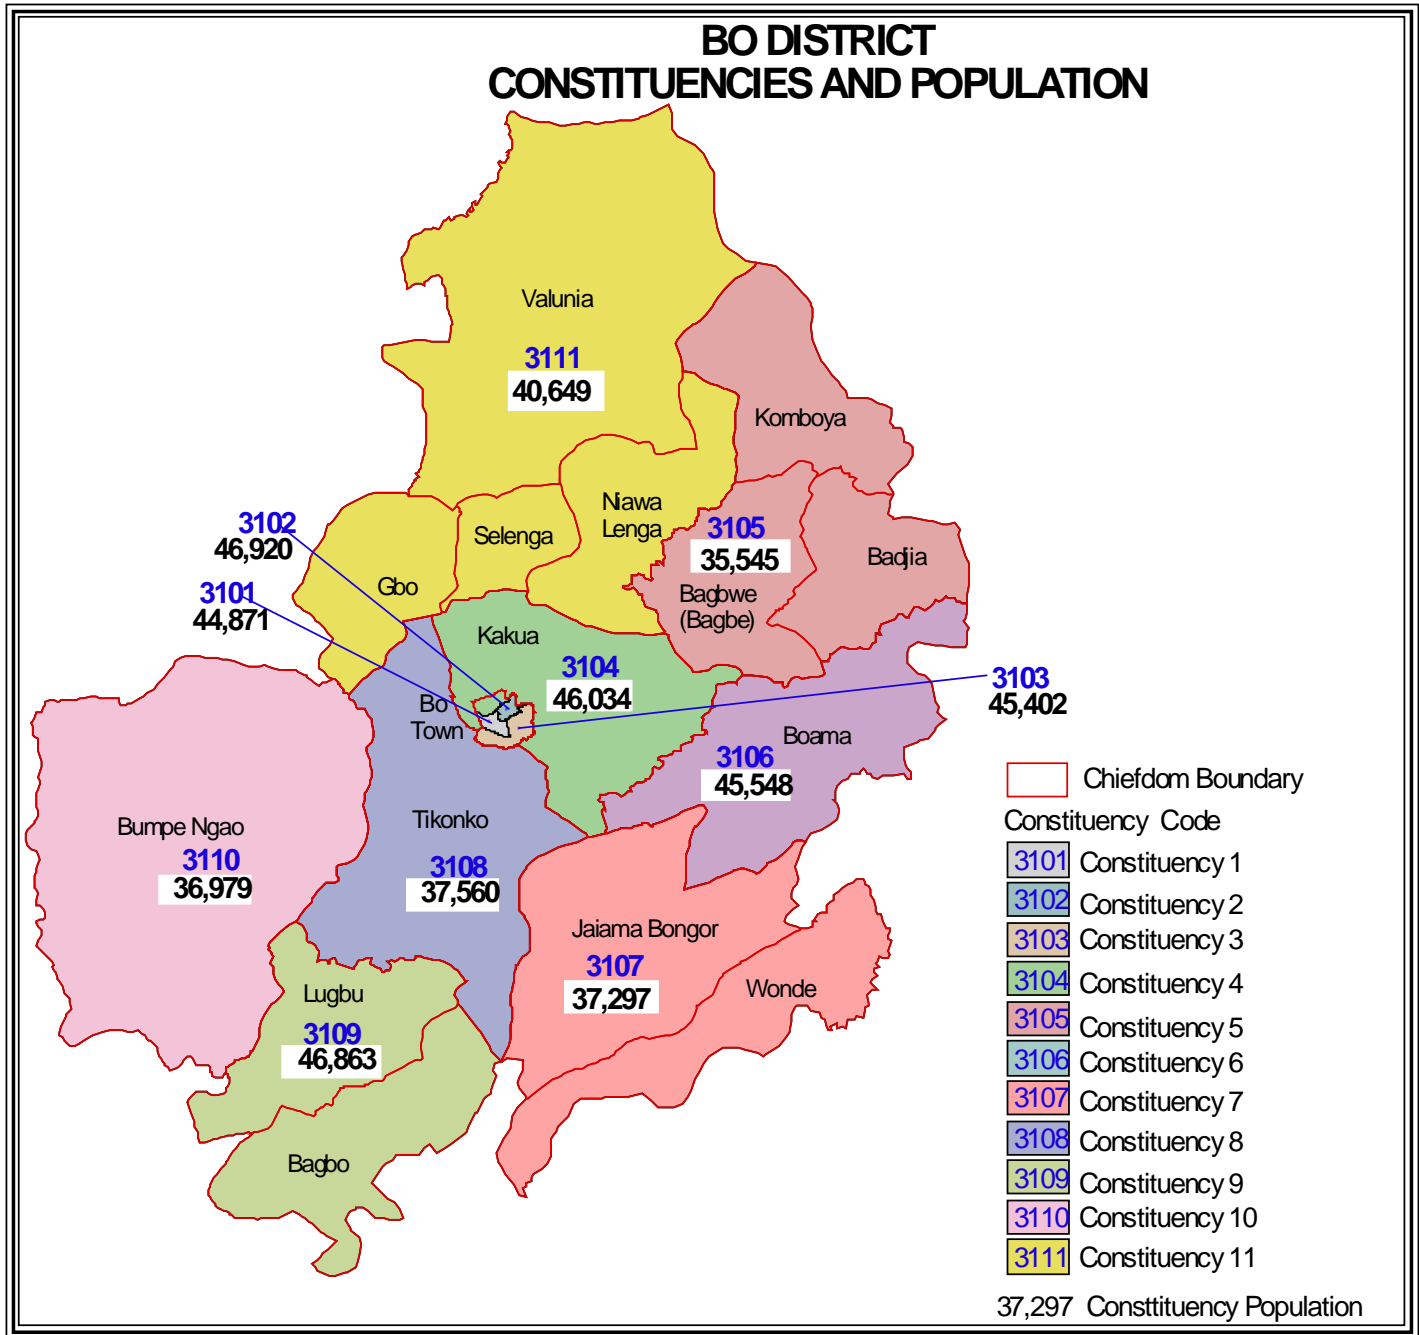 BO DISTRICT
CONSTITUENCIES AND POPULATION
Valunia
3111
40,649
Komboya
Niawa
Lenga
Selenga
3102
46,920
3105
35,545
Badjia
Gbo
3101
44,871
Bagbwe
(Bagbe)
Kakua
3104
46,034
3103
45,402
Bo
Town
Boama
3106
45,548
Bumpe Ngao
3110
36,979
Tikonko
3108
37,560
Jaiama Bongor
3107
37,297
Wonde
Lugbu
3109
46,863
Bagbo
Chiefdom Boundary
Constituency Code
3101 Constituency 1
3102 Constituency 2
3103 Constituency 3
3104 Constituency 4
3105 Constituency 5
3106 Constituency 6
3107 Constituency 7
3108 Constituency 8
3109 Constituency 9
3110 Constituency 10
3111 Constituency 11
37,297 Consttituency Population